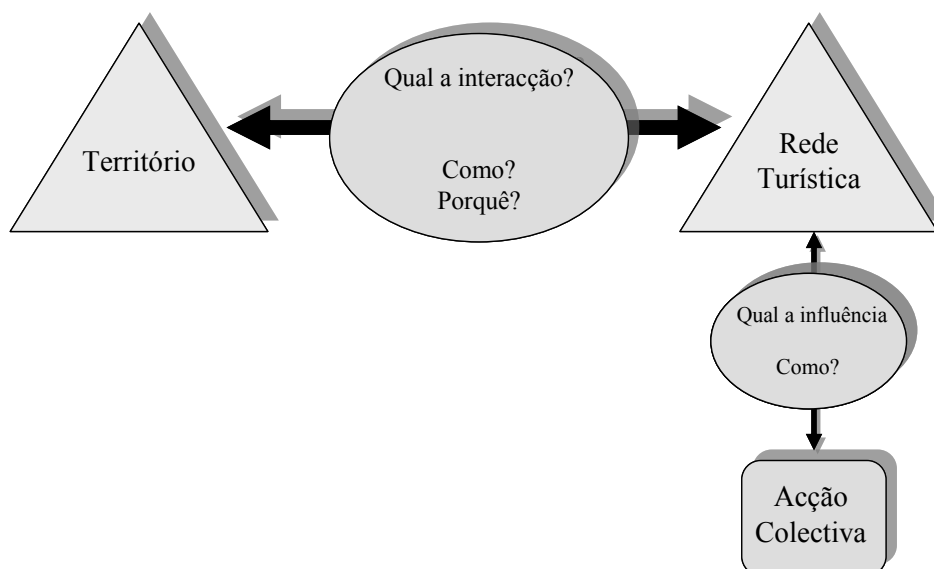 Qual a interacção?
Território
Como?
Porquê?
Rede
Turística
Qual a influência
Como?
Acção
Colectiva